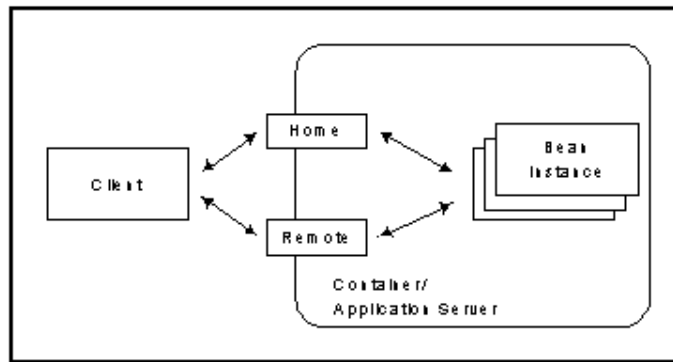 Home
Client
Bean
Instance
Remote
Container/
Application Server